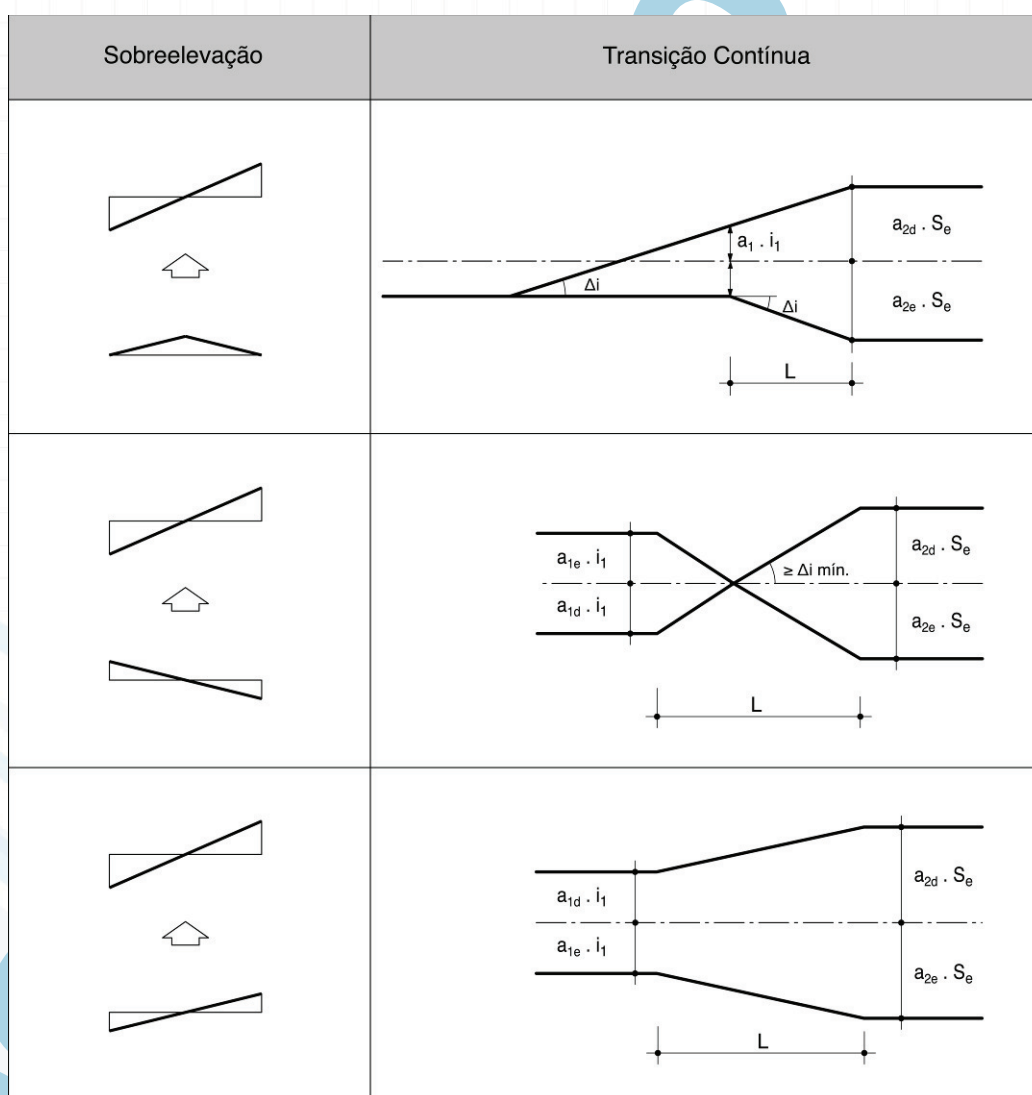 Sobreelevação
Transição Contínua
a₁ . i₁
a₂d . Sₑ
Δi
Δi
a₂e . Sₑ
L
a₁e . i₁
a₂d . Sₑ
≥ Δi mín.
a₁d . i₁
a₂e . Sₑ
L
a₁d . i₁
a₂d . Sₑ
a₁e . i₁
a₂e . Sₑ
L